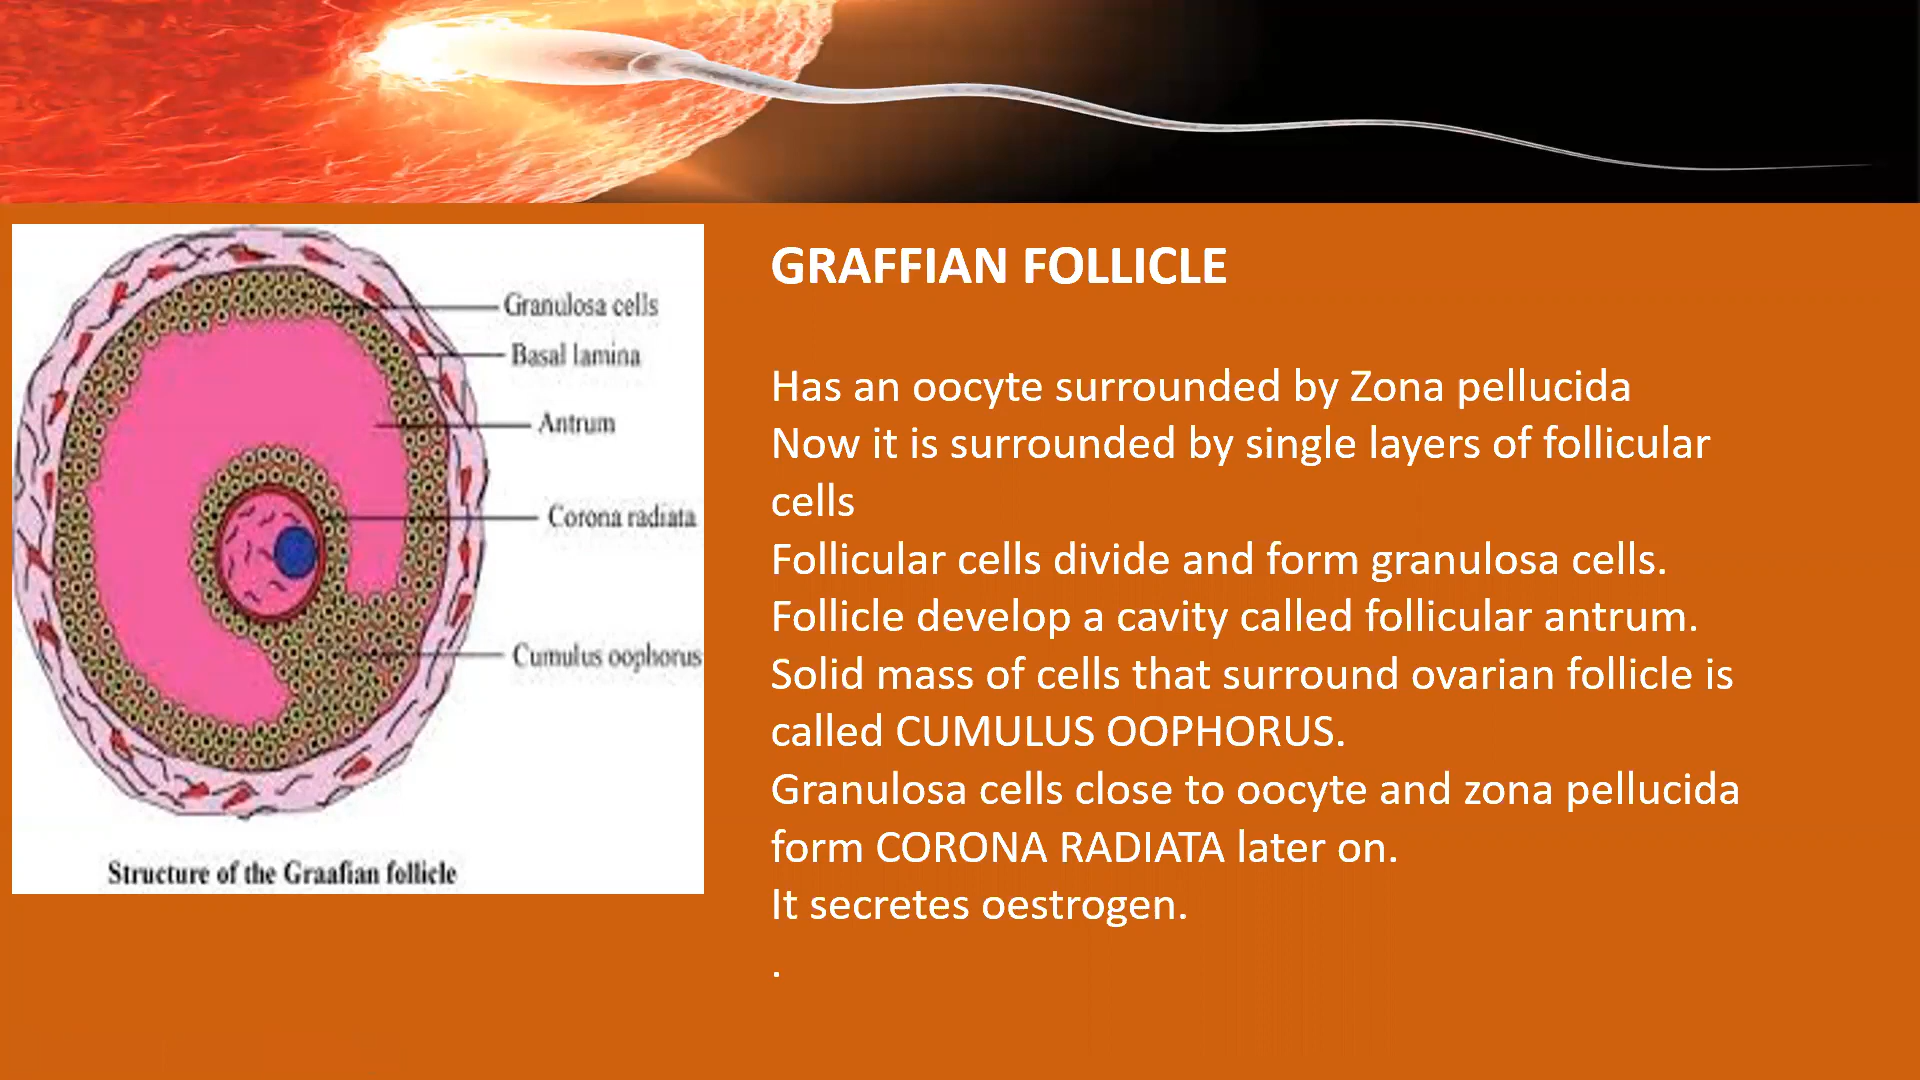 Granulosa cells
Basal lamina
Antrum
Corona radiata
Cumulus oophorus
Structure of the Graafian follicle
GRAFFIAN FOLLICLE
Has an oocyte surrounded by Zona pellucida
Now it is surrounded by single layers of follicular
cells
Follicular cells divide and form granulosa cells.
Follicle develop a cavity called follicular antrum.
Solid mass of cells that surround ovarian follicle is
called CUMULUS OOPHORUS.
Granulosa cells close to oocyte and zona pellucida
form CORONA RADIATA later on.
It secretes oestrogen.
.